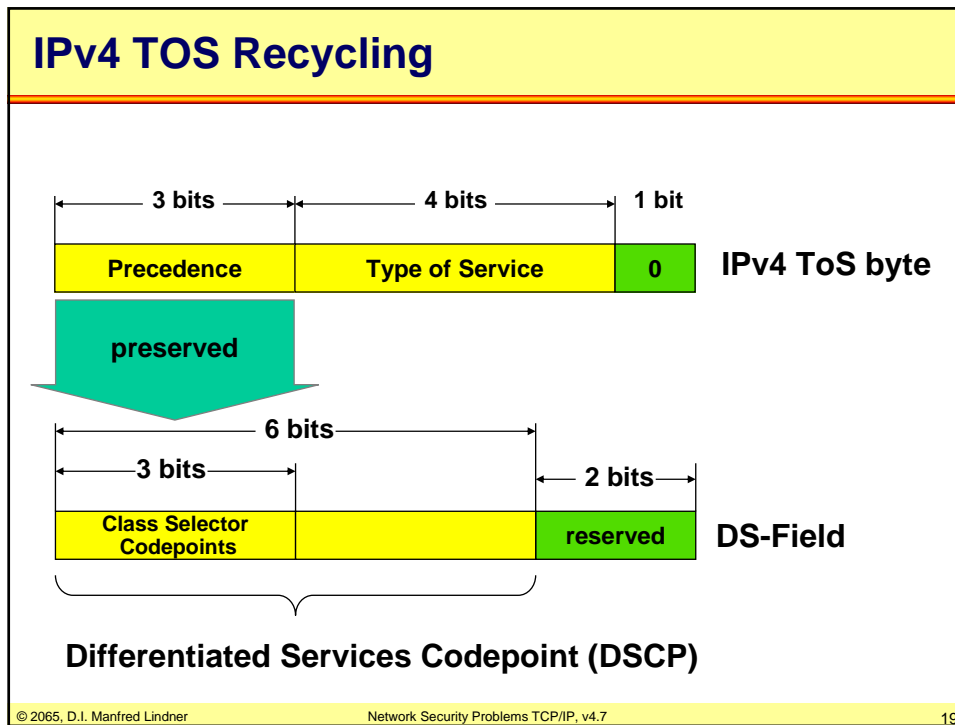 IPv4 TOS Recycling
3 bits
4 bits
1 bit
Precedence
Type of Service
0
IPv4 ToS byte
preserved
6 bits
3 bits
2 bits
Class Selector
Codepoints
reserved
DS-Field
Differentiated Services Codepoint (DSCP)
© 2065, D.I. Manfred Lindner
Network Security Problems TCP/IP, v4.7
19